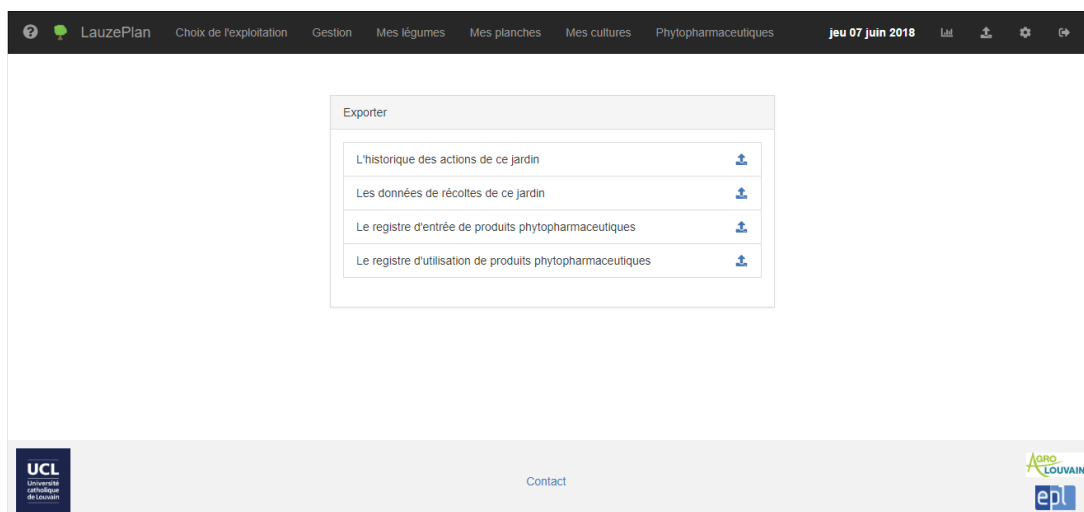 LauzePlan Choix de l'exploitation Gestion Mes légumes Mes planches Mes cultures Phytopharmaceutiques jeu 07 juin 2018
Exporter
L'historique des actions de ce jardin
Les données de récoltes de ce jardin
Le registre d'entrée de produits phytopharmaceutiques
Le registre d'utilisation de produits phytopharmaceutiques
UCL
Université
catholique
de Louvain
Contact
AGRO
LOUVAIN
epl